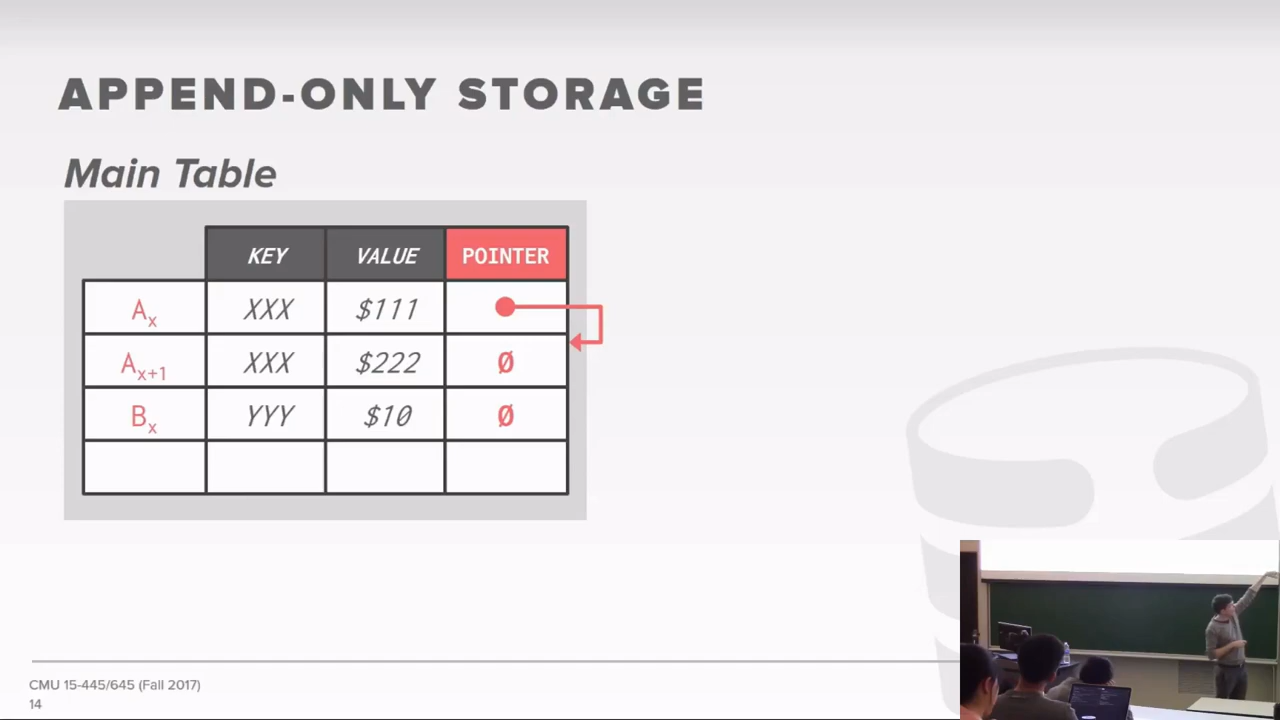 APPEND-ONLY STORAGE
Main Table
KEY VALUE POINTER
Ax XXX $111
Ax+1 XXX $222 Ø
Bx YYY $10 Ø
CMU 15-445/645 (Fall 2017)
14